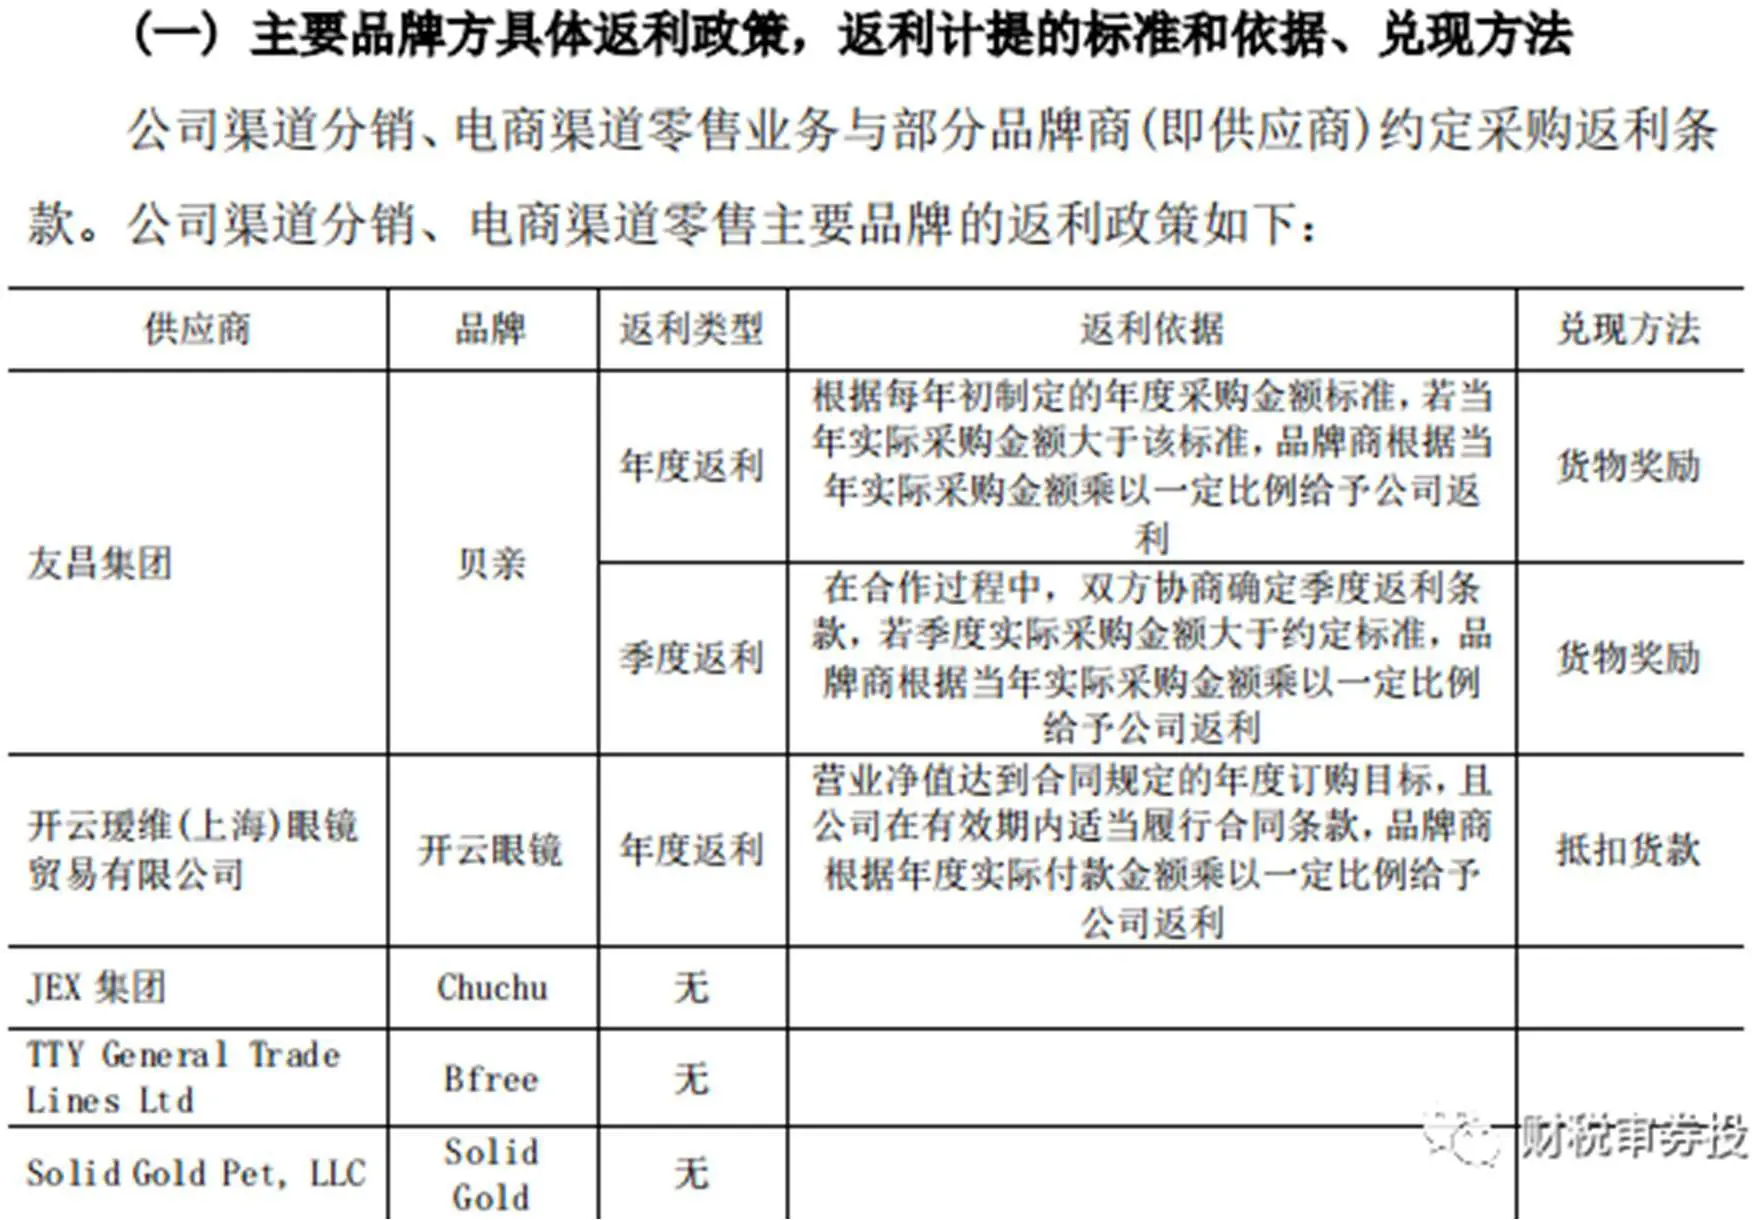 (一) 主要品牌方具体返利政策，返利计提的标准和依据、兑现方法
公司渠道分销、电商渠道零售业务与部分品牌商(即供应商)约定采购返利条
款。公司渠道分销、电商渠道零售主要品牌的返利政策如下：
供应商 品牌 返利类型 返利依据 兑现方法
友昌集团
贝亲
年度返利
根据每年初制定的年度采购金额标准，若当
年实际采购金额大于该标准，品牌商根据当
年实际采购金额乘以一定比例给予公司返
利
货物奖励
季度返利
在合作过程中，双方协商确定季度返利条
款，若季度实际采购金额大于约定标准，品
牌商根据当年实际采购金额乘以一定比例
给予公司返利
货物奖励
开云瑷维(上海)眼镜
贸易有限公司
开云眼镜
年度返利
营业净值达到合同规定的年度订购目标，且
公司在有效期内适当履行合同条款，品牌商
根据年度实际付款金额乘以一定比例给予
公司返利
抵扣货款
JEX 集团 Chuchu 无
TTY General Trade
Lines Ltd
Bfree
无
Solid Gold Pet, LLC
Solid
Gold
无
财税审券投